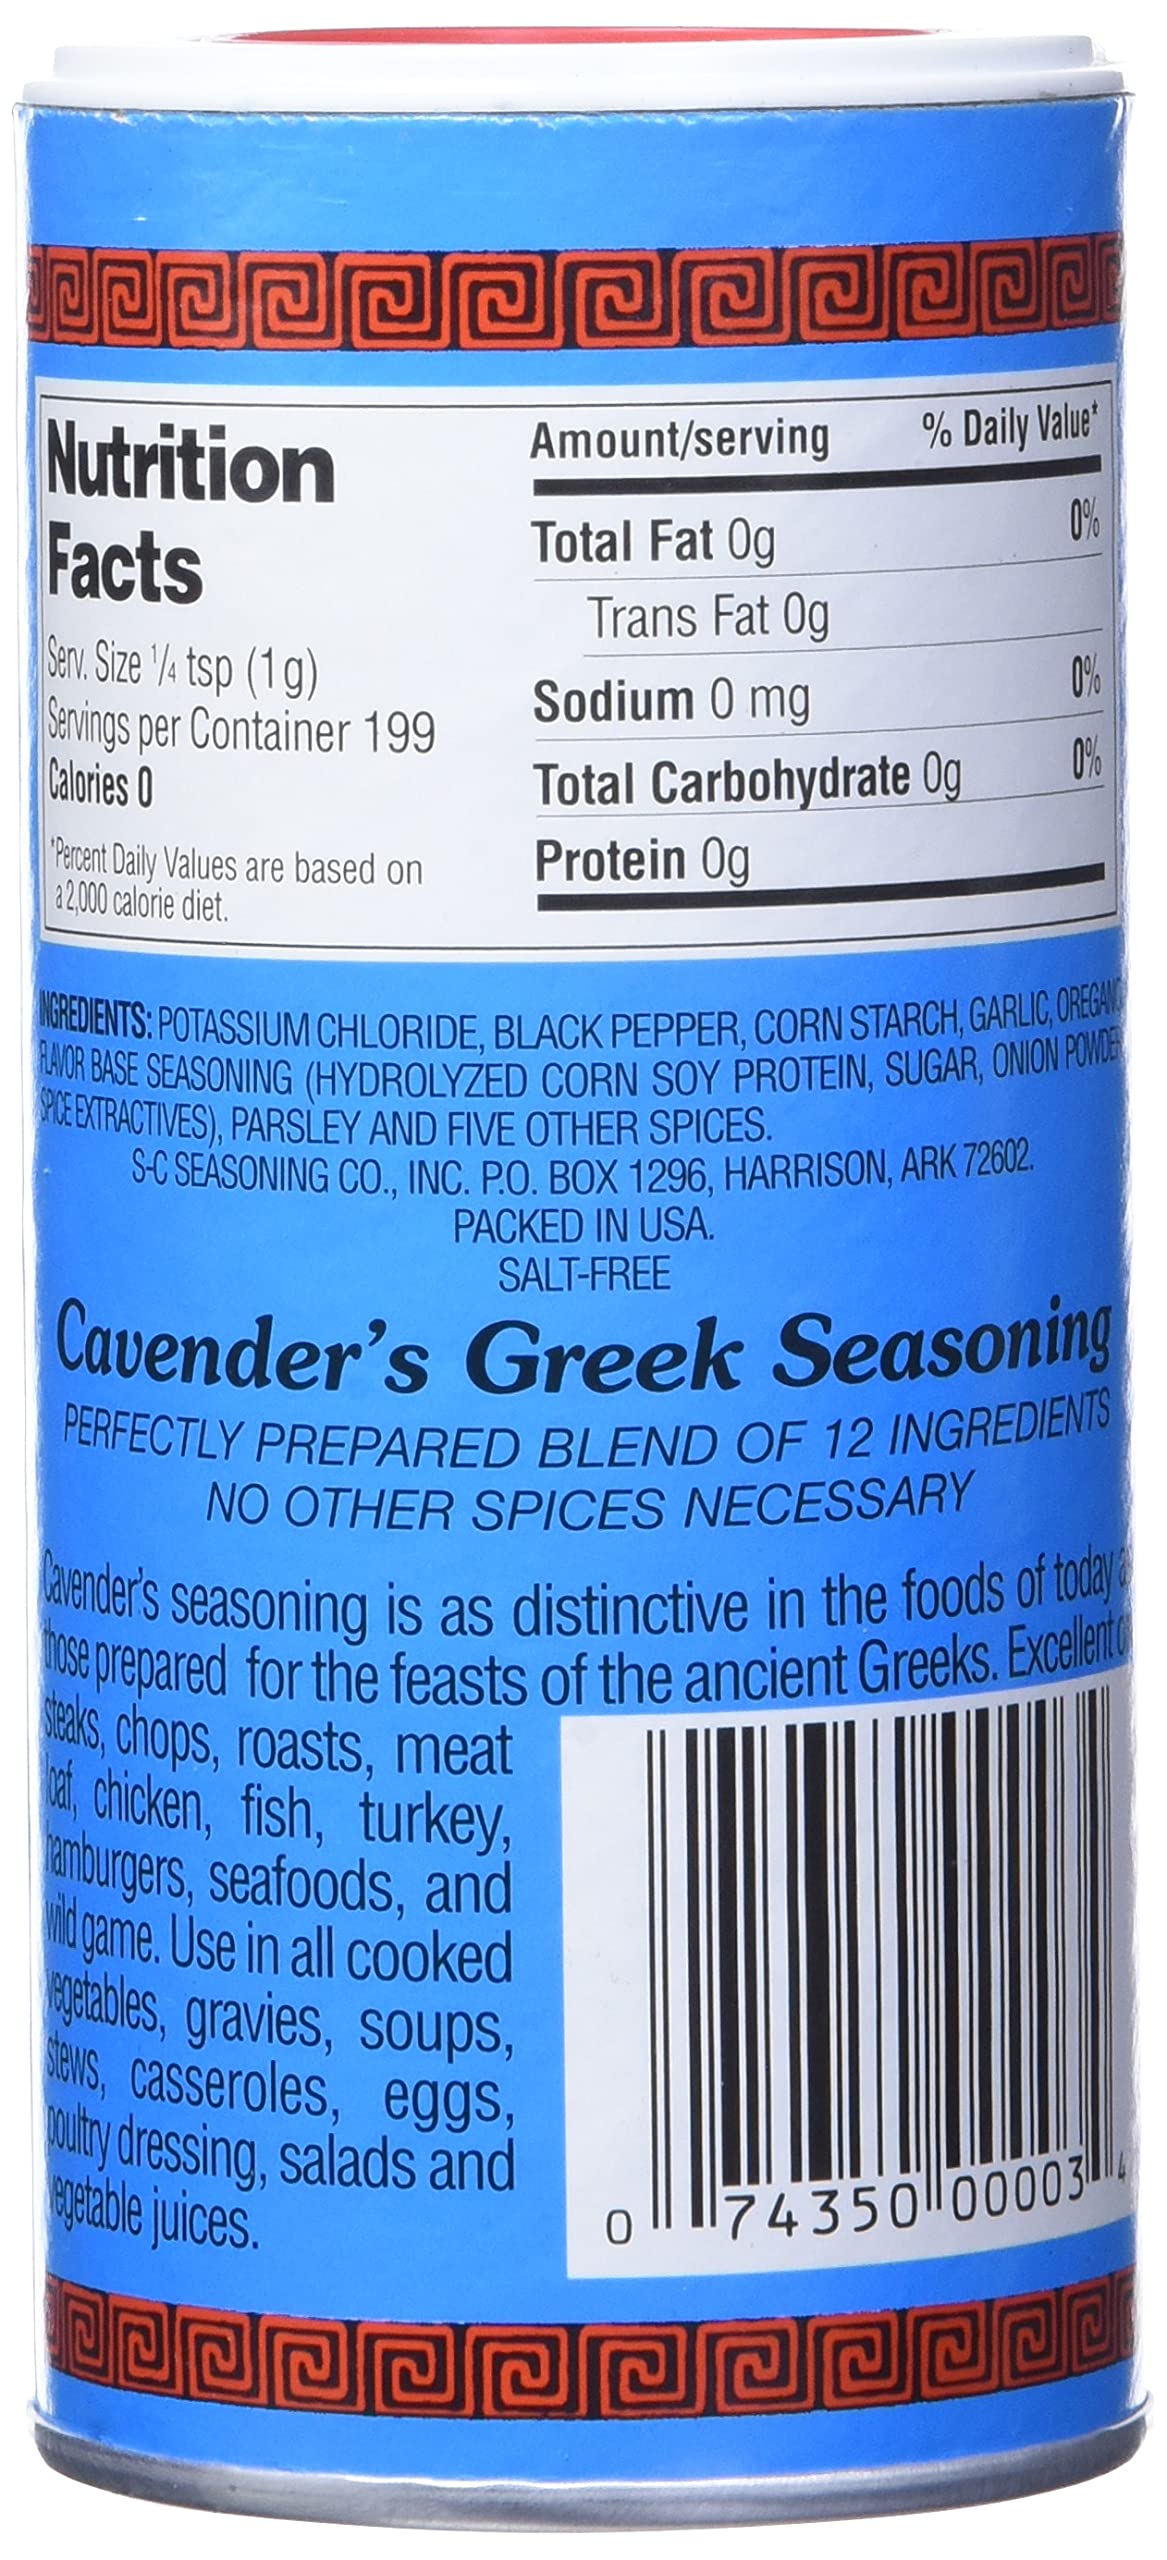 Nutrition
Facts
Serv. Size 1/4 tsp (1g)
Servings per Container 199
Calories 0
*Percent Daily Values are based on
a 2,000 calorie diet.
Amount/serving % Daily Value*
Total Fat 0g 0%
Trans Fat 0g
Sodium 0 mg 0%
Total Carbohydrate 0g 0%
Protein 0g
INGREDIENTS: POTASSIUM CHLORIDE, BLACK PEPPER, CORN STARCH, GARLIC, OREGANO
FLAVOR BASE SEASONING (HYDROLYZED CORN SOY PROTEIN, SUGAR, ONION POWDER
SPICE EXTRACTIVES), PARSLEY AND FIVE OTHER SPICES.
S-C SEASONING CO., INC. P.O. BOX 1296, HARRISON, ARK 72602.
PACKED IN USA.
SALT-FREE
Cavender's Greek Seasoning
PERFECTLY PREPARED BLEND OF 12 INGREDIENTS
NO OTHER SPICES NECESSARY
Cavender's seasoning is as distinctive in the foods of today
those prepared for the feasts of the ancient Greeks. Excellent
steaks, chops, roasts, meat
loaf, chicken, fish, turkey,
hamburgers, seafoods, and
wild game. Use in all cooked
vegetables, gravies, soups,
stews, casseroles, eggs,
poultry dressing, salads and
vegetable juices.
0 74350 00003 4